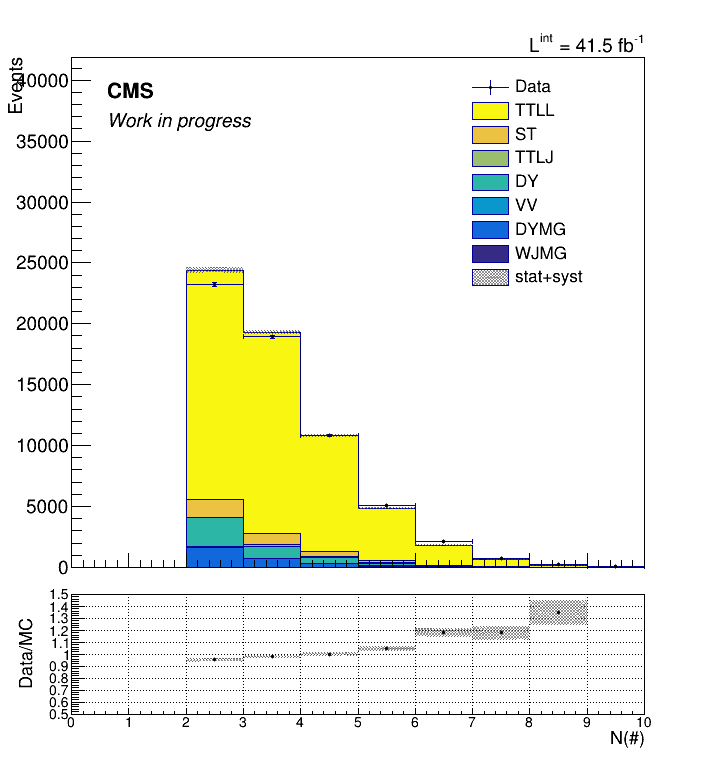 L^int = 41.5 fb^-1
Events
40000
35000
30000
25000
20000
15000
10000
5000
0
CMS
Work in progress
Data
TTLL
ST
TTLJ
DY
VV
DYMG
WJMG
stat+syst
Data/MC
1.5
1.4
1.3
1.2
1.1
1
0.9
0.8
0.7
0.6
0.5
0 1 2 3 4 5 6 7 8 9 10
N(#)